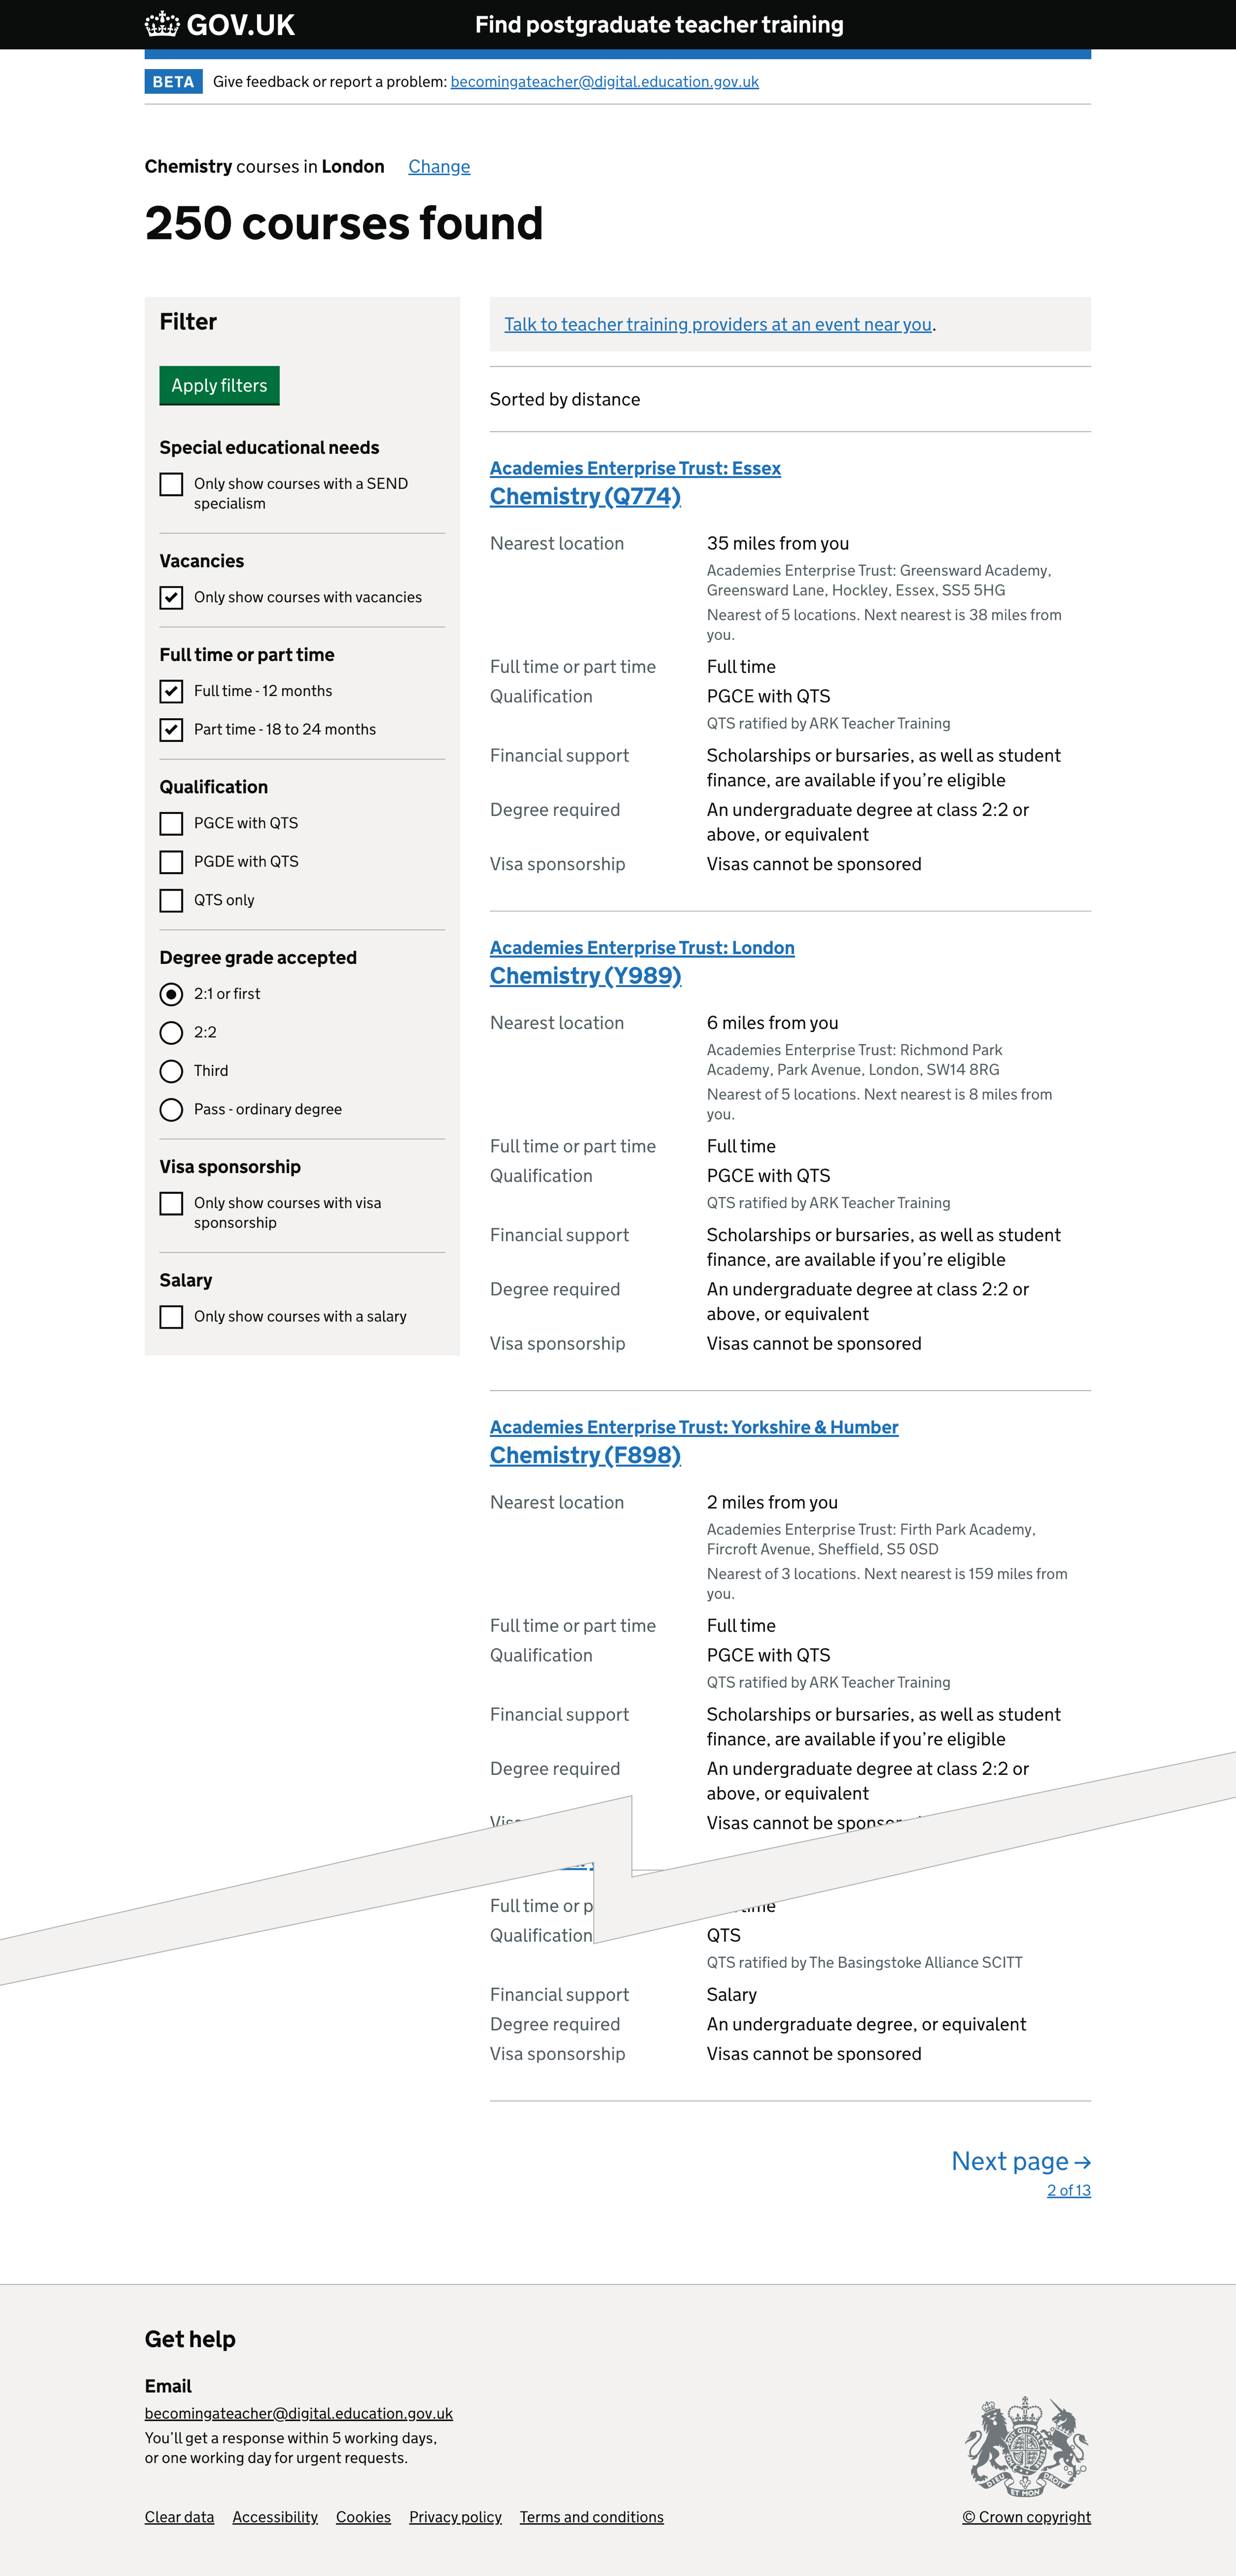 GOV.UK
Find postgraduate teacher training
BETA Give feedback or report a problem: becomingateacher@digital.education.gov.uk
Chemistry courses in London Change
250 courses found
Filter
Apply filters
Special educational needs
Only show courses with a SEND
specialism
Vacancies
Only show courses with vacancies
Full time or part time
Full time - 12 months
Part time - 18 to 24 months
Qualification
PGCE with QTS
PGDE with QTS
QTS only
Degree grade accepted
2:1 or first
2:2
Third
Pass - ordinary degree
Visa sponsorship
Only show courses with visa
sponsorship
Salary
Only show courses with a salary
Talk to teacher training providers at an event near you.
Sorted by distance
Academies Enterprise Trust: Essex
Chemistry (Q774)
Nearest location 35 miles from you
Academies Enterprise Trust: Greensward Academy,
Greensward Lane, Hockley, Essex, SS5 5HG
Nearest of 5 locations. Next nearest is 38 miles from
you.
Full time or part time Full time
Qualification PGCE with QTS
QTS ratified by ARK Teacher Training
Financial support Scholarships or bursaries, as well as student
finance, are available if you’re eligible
Degree required An undergraduate degree at class 2:2 or
above, or equivalent
Visa sponsorship Visas cannot be sponsored
Academies Enterprise Trust: London
Chemistry (Y989)
Nearest location 6 miles from you
Academies Enterprise Trust: Richmond Park
Academy, Park Avenue, London, SW14 8RG
Nearest of 5 locations. Next nearest is 8 miles from
you.
Full time or part time Full time
Qualification PGCE with QTS
QTS ratified by ARK Teacher Training
Financial support Scholarships or bursaries, as well as student
finance, are available if you’re eligible
Degree required An undergraduate degree at class 2:2 or
above, or equivalent
Visa sponsorship Visas cannot be sponsored
Academies Enterprise Trust: Yorkshire & Humber
Chemistry (F898)
Nearest location 2 miles from you
Academies Enterprise Trust: Firth Park Academy,
Fircroft Avenue, Sheffield, S5 0SD
Nearest of 3 locations. Next nearest is 159 miles from
you.
Full time or part time Full time
Qualification PGCE with QTS
QTS ratified by ARK Teacher Training
Financial support Scholarships or bursaries, as well as student
finance, are available if you’re eligible
Degree required An undergraduate degree at class 2:2 or
above, or equivalent
Visas cannot be
Full time or
Qualification QTS
QTS ratified by The Basingstoke Alliance SCITT
Financial support Salary
Degree required An undergraduate degree, or equivalent
Visa sponsorship Visas cannot be sponsored
Next page →
2 of 13
Get help
Email
becomingateacher@digital.education.gov.uk
You’ll get a response within 5 working days,
or one working day for urgent requests.
Clear data Accessibility Cookies Privacy policy Terms and conditions
© Crown copyright